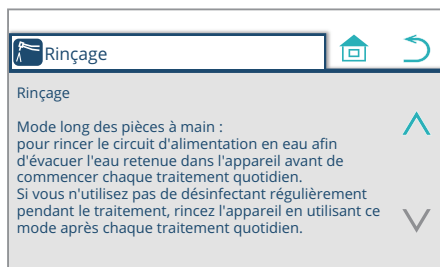 Rinçage
Rinçage
Mode long des pièces à main :
pour rincer le circuit d'alimentation en eau afin
d'évacuer l'eau retenue dans l'appareil avant de
commencer chaque traitement quotidien.
Si vous n'utilisez pas de désinfectant régulièrement
pendant le traitement, rincez l'appareil en utilisant ce
mode après chaque traitement quotidien.